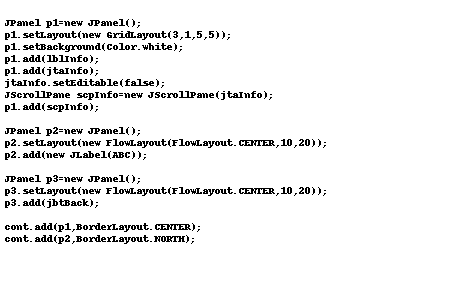 JPanel p1=new JPanel();
p1.setLayout(new GridLayout(3,1,5,5));
p1.setBackground(Color.white);
p1.add(lblInfo);
p1.add(jtaInfo);
jtaInfo.setEditable(false);
JScrollPane scpInfo=new JScrollPane(jtaInfo);
p1.add(scpInfo);
JPanel p2=new JPanel();
p2.setLayout(new FlowLayout(FlowLayout.CENTER,10,20));
p2.add(new JLabel(ABC));
JPanel p3=new JPanel();
p3.setLayout(new FlowLayout(FlowLayout.CENTER,10,20));
p3.add(jbtBack);
cont.add(p1,BorderLayout.CENTER);
cont.add(p2,BorderLayout.NORTH);